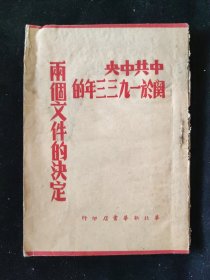 中共中央
關於一九三三年的
兩個文件的決定
華北新華書店印行